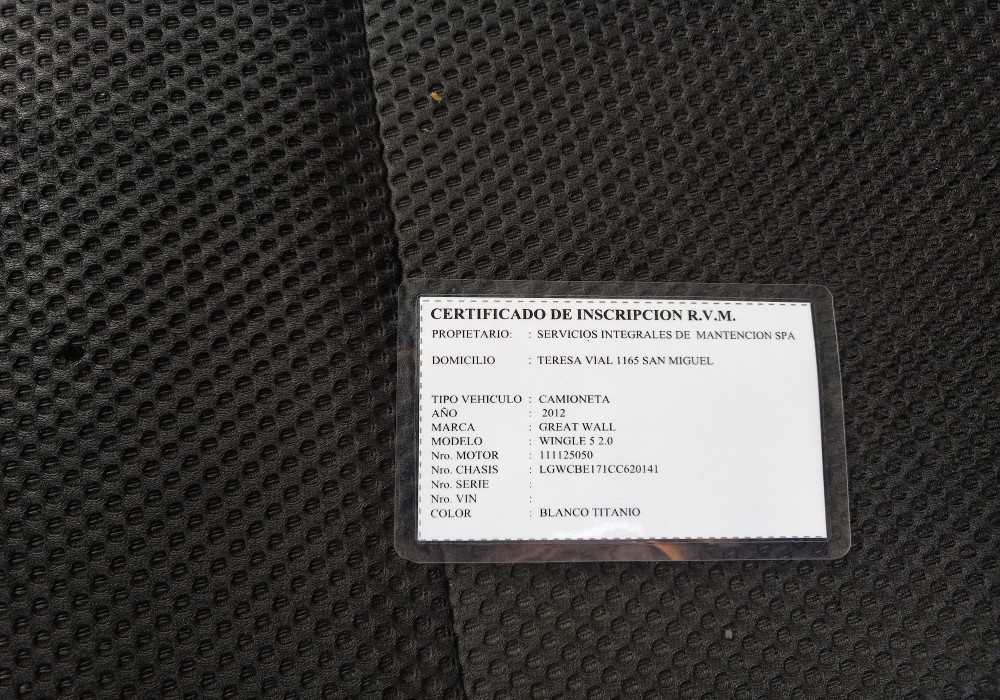 CERTIFICADO DE INSCRIPCION R.V.M.
PROPIETARIO: : SERVICIOS INTEGRALES DE MANTENCION SPA
DOMICILIO : TERESA VIAL 1165 SAN MIGUEL
TIPO VEHICULO : CAMIONETA
AÑO : 2012
MARCA : GREAT WALL
MODELO : WINGLE 5 2.0
Nro. MOTOR : 111125050
Nro. CHASIS : LGWCBE171CC620141
Nro. SERIE :
Nro. VIN :
COLOR : BLANCO TITANIO